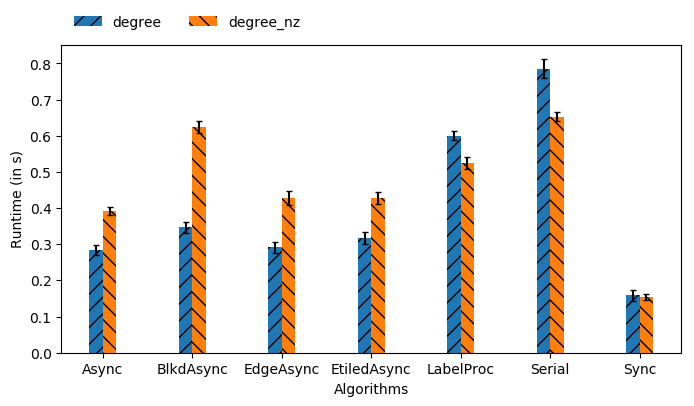 degree degree_nz
0.8
0.7
0.6
0.5
0.4
0.3
0.2
0.1
0.0
Runtime (in s)
Async BlkdAsync EdgeAsync EtiledAsync LabelProc Serial Sync
Algorithms